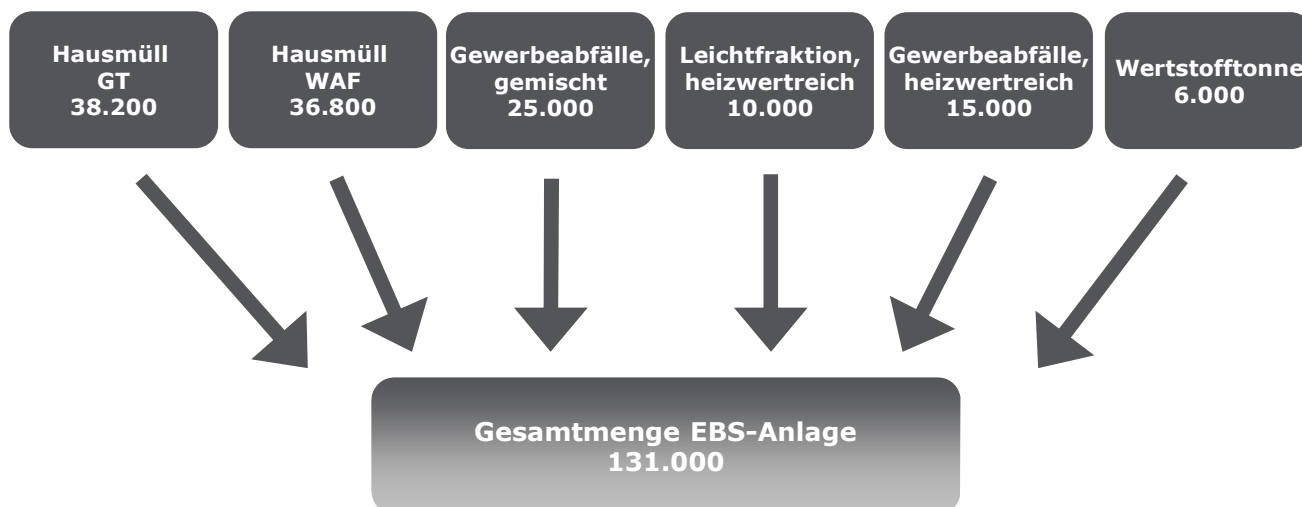 Hausmüll
GT
38.200
Hausmüll
WAF
36.800
Gewerbeabfälle,
gemischt
25.000
Leichtfraktion,
heizwertreich
10.000
Gewerbeabfälle,
heizwertreich
15.000
Wertstofftonne
6.000
Gesamtmenge EBS-Anlage
131.000